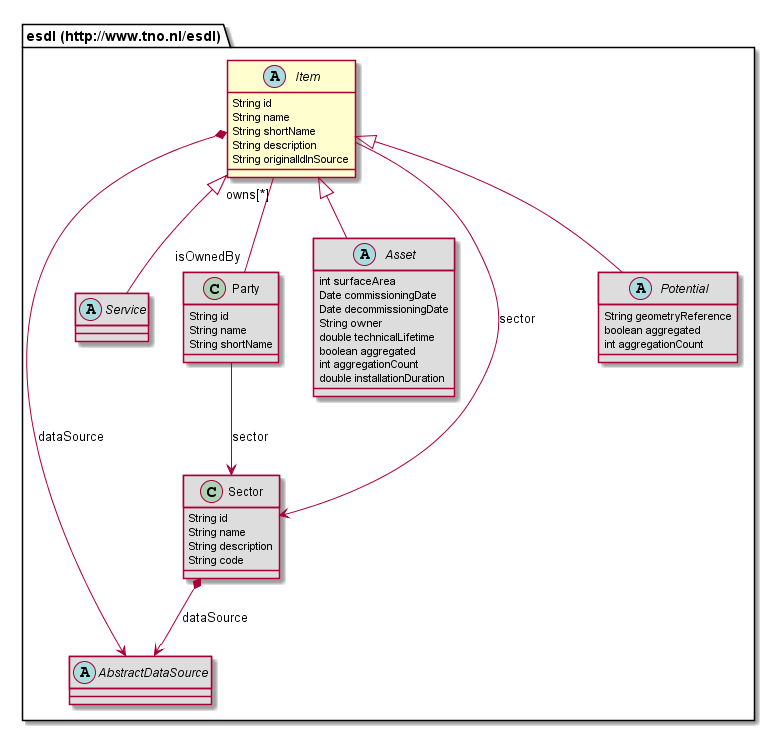 esdl (http://www.tno.nl/esdl)
A Item
String id
String name
String shortName
String description
String originalIdInSource
owns[*]
isOwnedBy
A Service
C Party
String id
String name
String shortName
A Asset
int surfaceArea
Date commissioningDate
Date decommissioningDate
String owner
double technicalLifetime
boolean aggregated
int aggregationCount
double installationDuration
A Potential
String geometryReference
boolean aggregated
int aggregationCount
sector
dataSource
sector
C Sector
String id
String name
String description
String code
dataSource
A AbstractDataSource